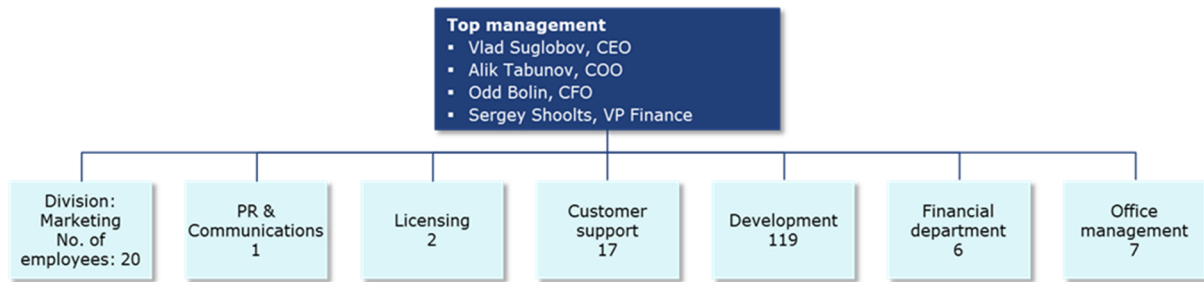 Top management
▪ Vlad Suglobov, CEO
▪ Alik Tabunov, COO
▪ Odd Bolin, CFO
▪ Sergey Shoolts, VP Finance
Division:
Marketing
No. of
employees: 20
PR &
Communications
1
Licensing
2
Customer
support
17
Development
119
Financial
department
6
Office
management
7